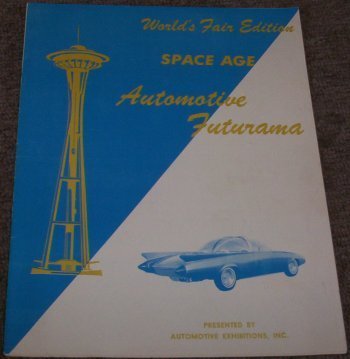 World's Fair Edition
SPACE AGE
Automotive
Futurama
PRESENTED BY
AUTOMOTIVE EXHIBITIONS, INC.